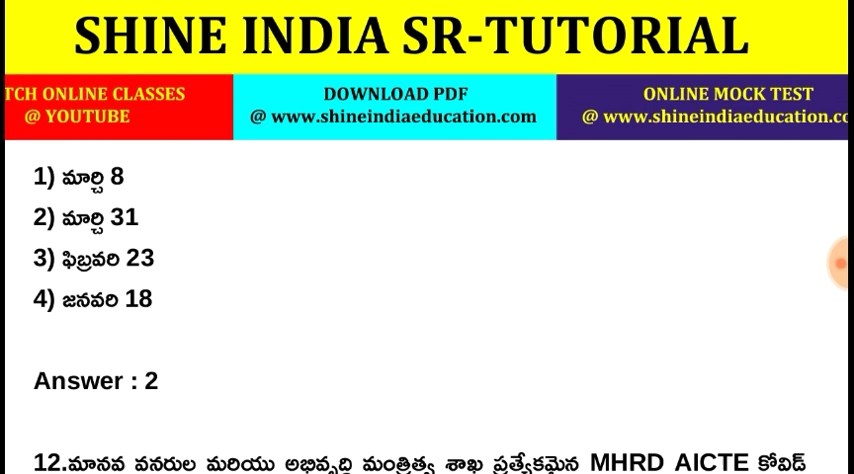 SHINE INDIA SR-TUTORIAL
TCH ONLINE CLASSES
@ YOUTUBE
DOWNLOAD PDF
@ www.shineindiaeducation.com
ONLINE MOCK TEST
@ www.shineindiaeducation.co
1) మార్చి 8
2) మార్చి 31
3) ఫిబ్రవరి 23
4) జనవరి 18
Answer : 2
12.మానవ వనరుల మరియు అభివృద్ది మంత్రిత్వ శాఖ ప్రత్యేకమైన MHRD AICTE కోవిడ్